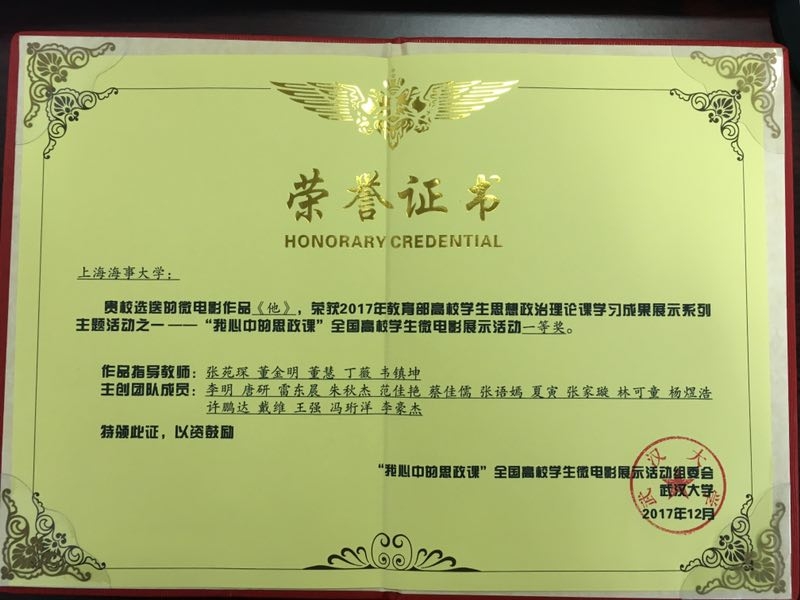 荣誉证书
HONORARY CREDENTIAL
上海海事大学：
贵校选送的微电影作品《他》，荣获2017年教育部高校学生思想政治理论课学习成果展示系列
主题活动之一——“我心中的思政课”全国高校学生微电影展示活动一等奖。
作品指导教师：张苑琛 董金明 董慧 丁薇 韦镇坤
主创团队成员：李明 唐研 雷东晨 朱秋杰 范佳艳 蔡佳儒 张语嫣 夏寅 张家璇 林可童 杨煜浩
许鹏达 戴维 王强 冯珩洋 李豪杰
特颁此证，以资鼓励
“我心中的思政课”全国高校学生微电影展示活动组委会
武汉大学
2017年12月
武汉大学